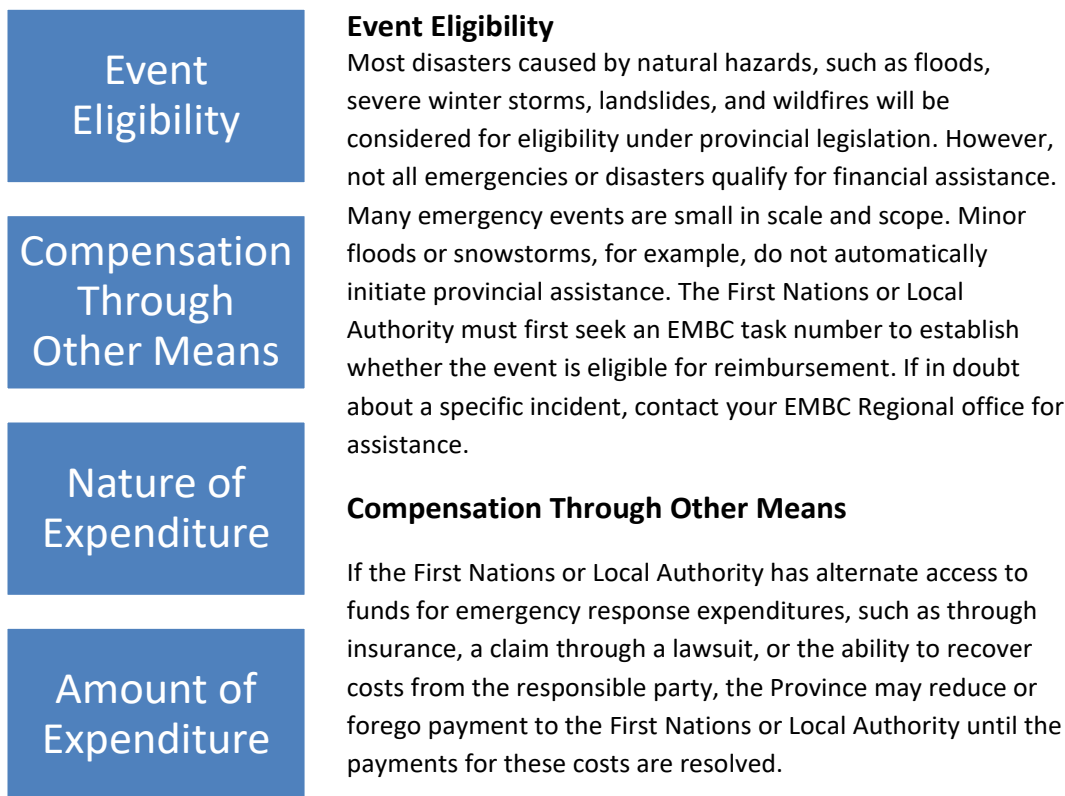 Event
Eligibility
Compensation
Through
Other Means
Nature of
Expenditure
Amount of
Expenditure
Event Eligibility
Most disasters caused by natural hazards, such as floods,
severe winter storms, landslides, and wildfires will be
considered for eligibility under provincial legislation. However,
not all emergencies or disasters qualify for financial assistance.
Many emergency events are small in scale and scope. Minor
floods or snowstorms, for example, do not automatically
initiate provincial assistance. The First Nations or Local
Authority must first seek an EMBC task number to establish
whether the event is eligible for reimbursement. If in doubt
about a specific incident, contact your EMBC Regional office for
assistance.
Compensation Through Other Means
If the First Nations or Local Authority has alternate access to
funds for emergency response expenditures, such as through
insurance, a claim through a lawsuit, or the ability to recover
costs from the responsible party, the Province may reduce or
forego payment to the First Nations or Local Authority until the
payments for these costs are resolved.